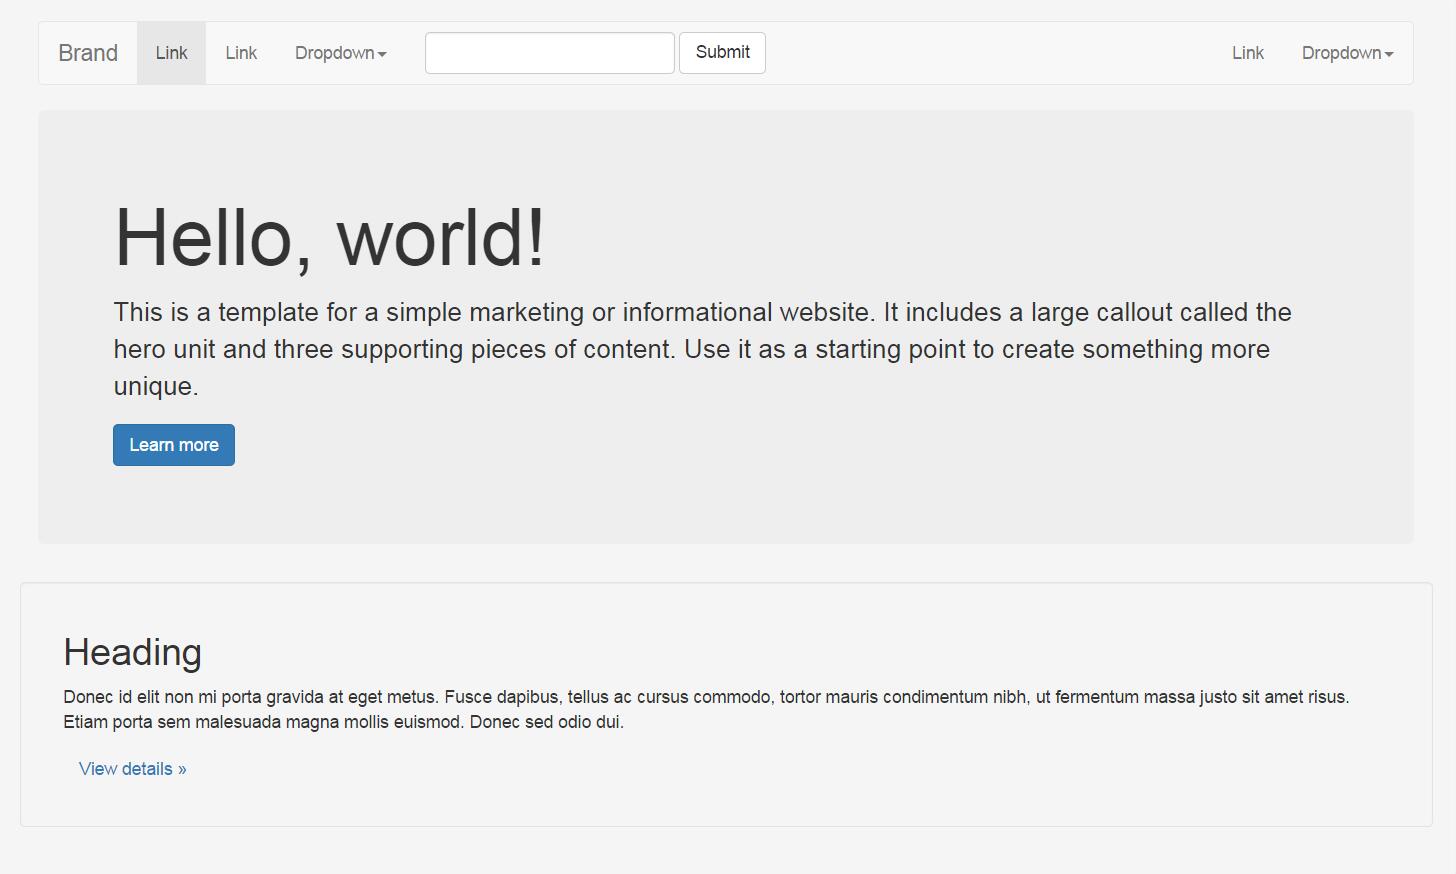 Brand Link Link Dropdown Submit Link Dropdown
Hello, world!
This is a template for a simple marketing or informational website. It includes a large callout called the
hero unit and three supporting pieces of content. Use it as a starting point to create something more
unique.
Learn more
Heading
Donec id elit non mi porta gravida at eget metus. Fusce dapibus, tellus ac cursus commodo, tortor mauris condimentum nibh, ut fermentum massa justo sit amet risus.
Etiam porta sem malesuada magna mollis euismod. Donec sed odio dui.
View details »